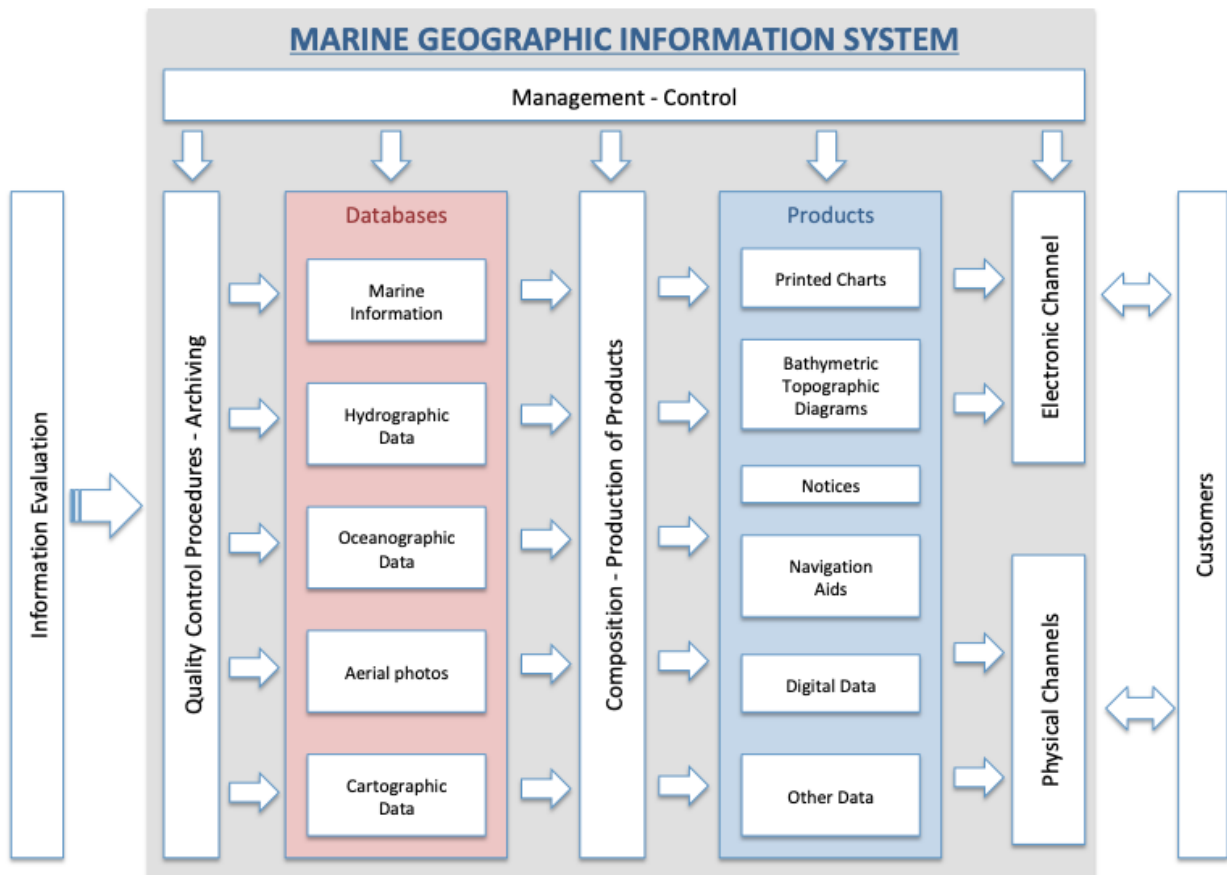 MARINE GEOGRAPHIC INFORMATION SYSTEM
Management - Control
Information Evaluation
Quality Control Procedures - Archiving
Databases
Marine
Information
Hydrographic
Data
Oceanographic
Data
Aerial photos
Cartographic
Data
Composition - Production of Products
Products
Printed Charts
Bathymetric
Topographic
Diagrams
Notices
Navigation
Aids
Digital Data
Other Data
Electronic Channel
Physical Channels
Customers